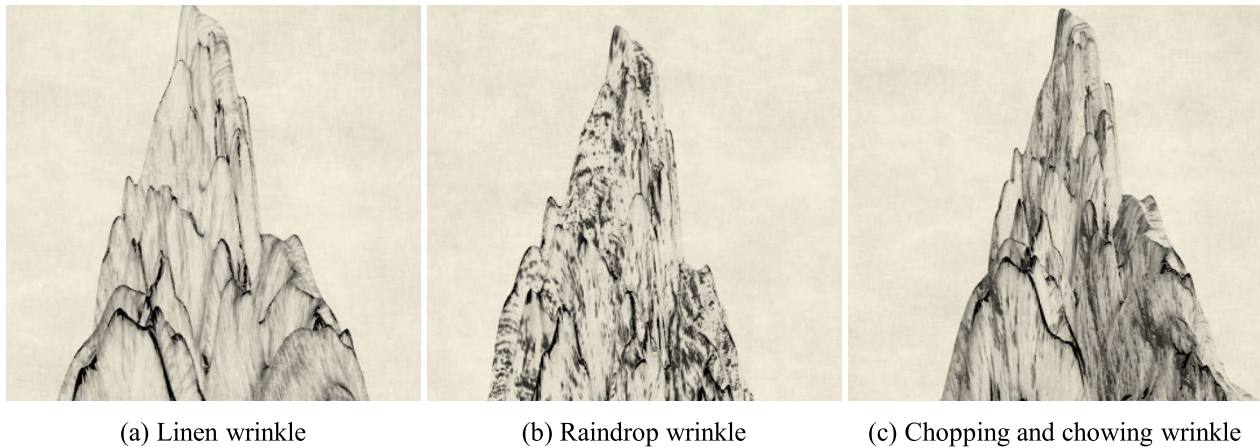 (a) Linen wrinkle
(b) Raindrop wrinkle
(c) Chopping and chowing wrinkle